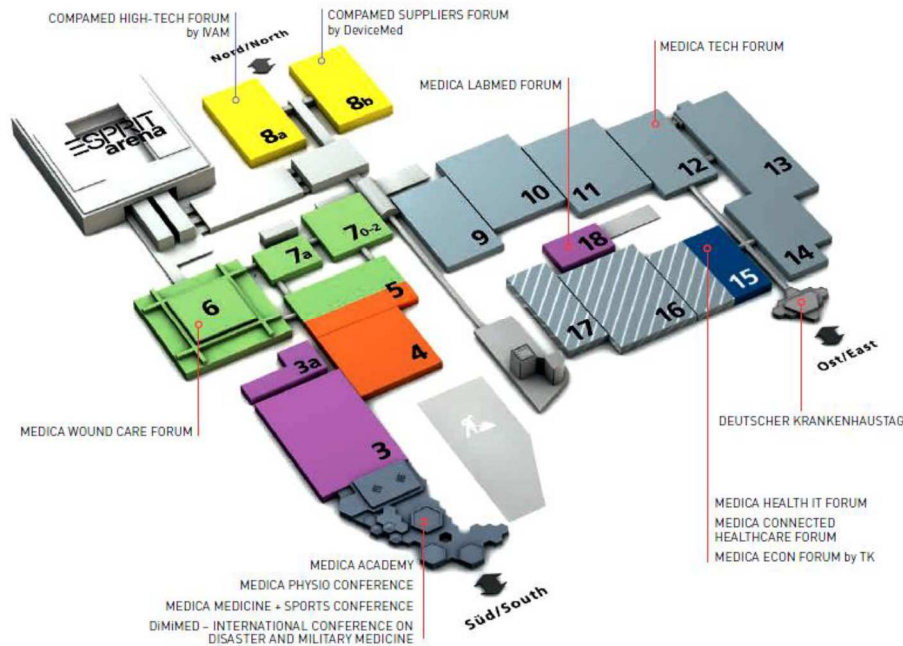 COMPAMED HIGH-TECH FORUM
by IVAM
COMPAMED SUPPLIERS FORUM
by DeviceMed
Nord/North
MEDICA TECH FORUM
MEDICA LABMED FORUM
ESPRIT
arena
8a
8b
9
10
11
12
13
14
15
16
17
18
7a
70-2
6
5
4
3a
3
Ost/East
MEDICA WOUND CARE FORUM
DEUTSCHER KRANKENHAUSTAG
MEDICA HEALTH IT FORUM
MEDICA CONNECTED
HEALTHCARE FORUM
MEDICA ECON FORUM by TK
MEDICA ACADEMY
MEDICA PHYSIO CONFERENCE
MEDICA MEDICINE + SPORTS CONFERENCE
DiMiMED – INTERNATIONAL CONFERENCE ON
DISASTER AND MILITARY MEDICINE
Süd/South